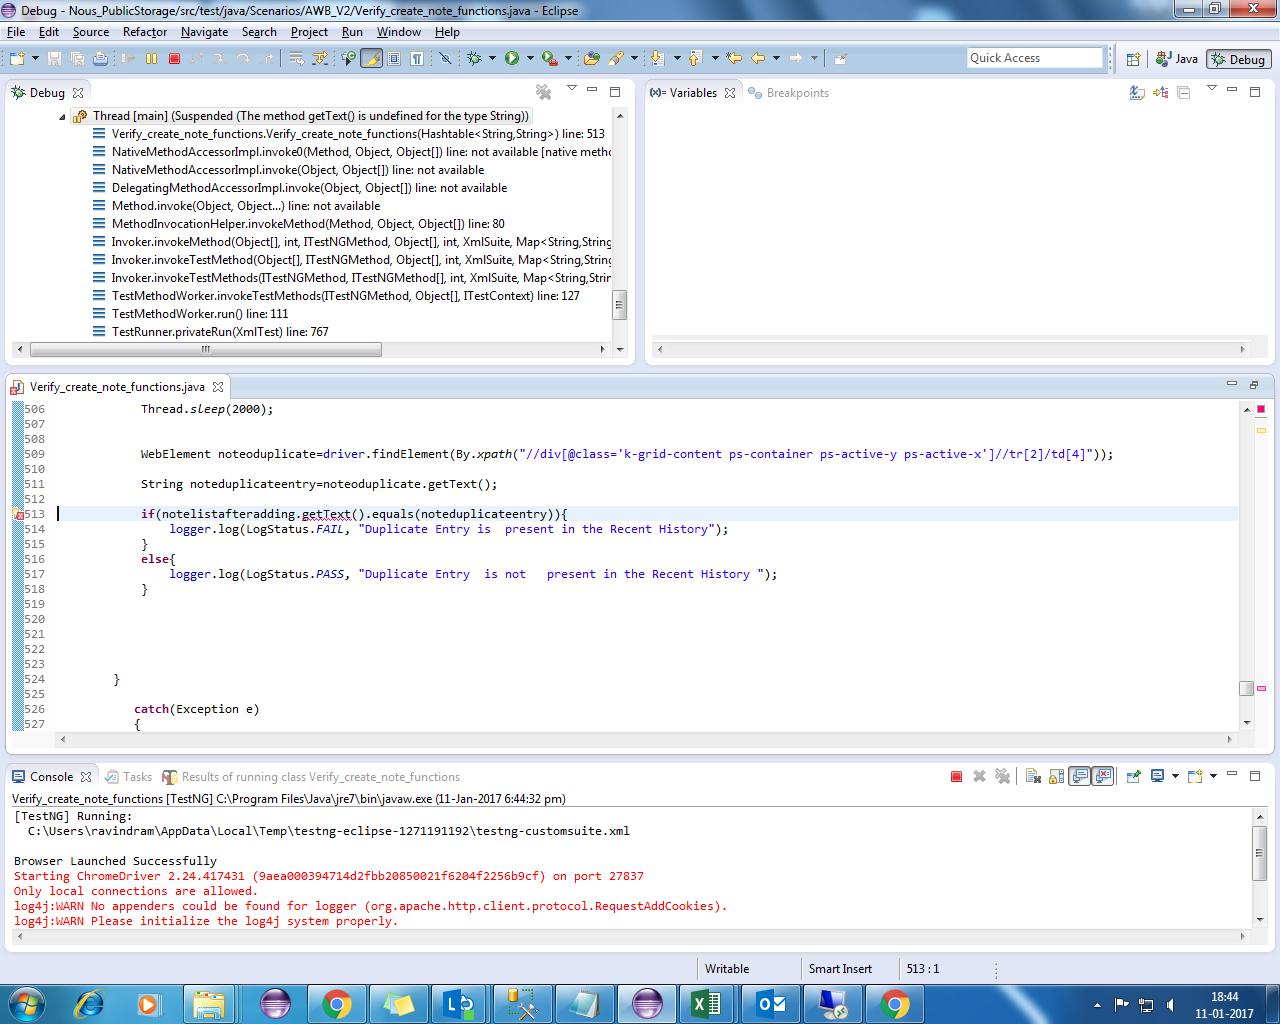 Debug - Nous_PublicStorage/src/test/java/Scenarios/AWB_V2/Verify_create_note_functions.java - Eclipse
File Edit Source Refactor Navigate Search Project Run Window Help
Quick Access
Java
Debug
Debug
Thread [main] (Suspended (The method getText() is undefined for the type String))
Verify_create_note_functions.Verify_create_note_functions(Hashtable<String,String>) line: 513
NativeMethodAccessorImpl.invoke0(Method, Object, Object[]) line: not available [native metho
NativeMethodAccessorImpl.invoke(Object, Object[]) line: not available
DelegatingMethodAccessorImpl.invoke(Object, Object[]) line: not available
Method.invoke(Object, Object...) line: not available
MethodInvocationHelper.invokeMethod(Method, Object, Object[]) line: 80
Invoker.invokeMethod(Object[], int, ITestNGMethod, Object[], int, XmlSuite, Map<String,String
Invoker.invokeTestMethod(Object[], ITestNGMethod, Object[], int, XmlSuite, Map<String,String
Invoker.invokeTestMethods(ITestNGMethod, ITestNGMethod[], int, XmlSuite, Map<String,Strin
TestMethodWorker.invokeTestMethods(ITestNGMethod, Object[], ITestContext) line: 127
TestMethodWorker.run() line: 111
TestRunner.privateRun(XmlTest) line: 767
Variables
Breakpoints
Verify_create_note_functions.java
506 Thread.sleep(2000);
507
508
509 WebElement noteoduplicate=driver.findElement(By.xpath("//div[@class='k-grid-content ps-container ps-active-y ps-active-x']//tr[2]/td[4]"));
510
511 String noteduplicateentry=noteoduplicate.getText();
512
513 if(notelistafteradding.getText().equals(noteduplicateentry)){
514 logger.log(LogStatus.FAIL, "Duplicate Entry is  present in the Recent History");
515 }
516 else{
517 logger.log(LogStatus.PASS, "Duplicate Entry  is not   present in the Recent History ");
518 }
519
520
521
522
523
524 }
525
526 catch(Exception e)
527 {
Console
Tasks
Results of running class Verify_create_note_functions
Verify_create_note_functions [TestNG] C:\Program Files\Java\jre7\bin\javaw.exe (11-Jan-2017 6:44:32 pm)
[TestNG] Running:
C:\Users\ravindram\AppData\Local\Temp\testng-eclipse-1271191192\testng-customsuite.xml
Browser Launched Successfully
Starting ChromeDriver 2.24.417431 (9aea000394714d2fbb20850021f6204f2256b9cf) on port 27837
Only local connections are allowed.
log4j:WARN No appenders could be found for logger (org.apache.http.client.protocol.RequestAddCookies).
log4j:WARN Please initialize the log4j system properly.
Writable
Smart Insert
513 : 1
18:44
11-01-2017